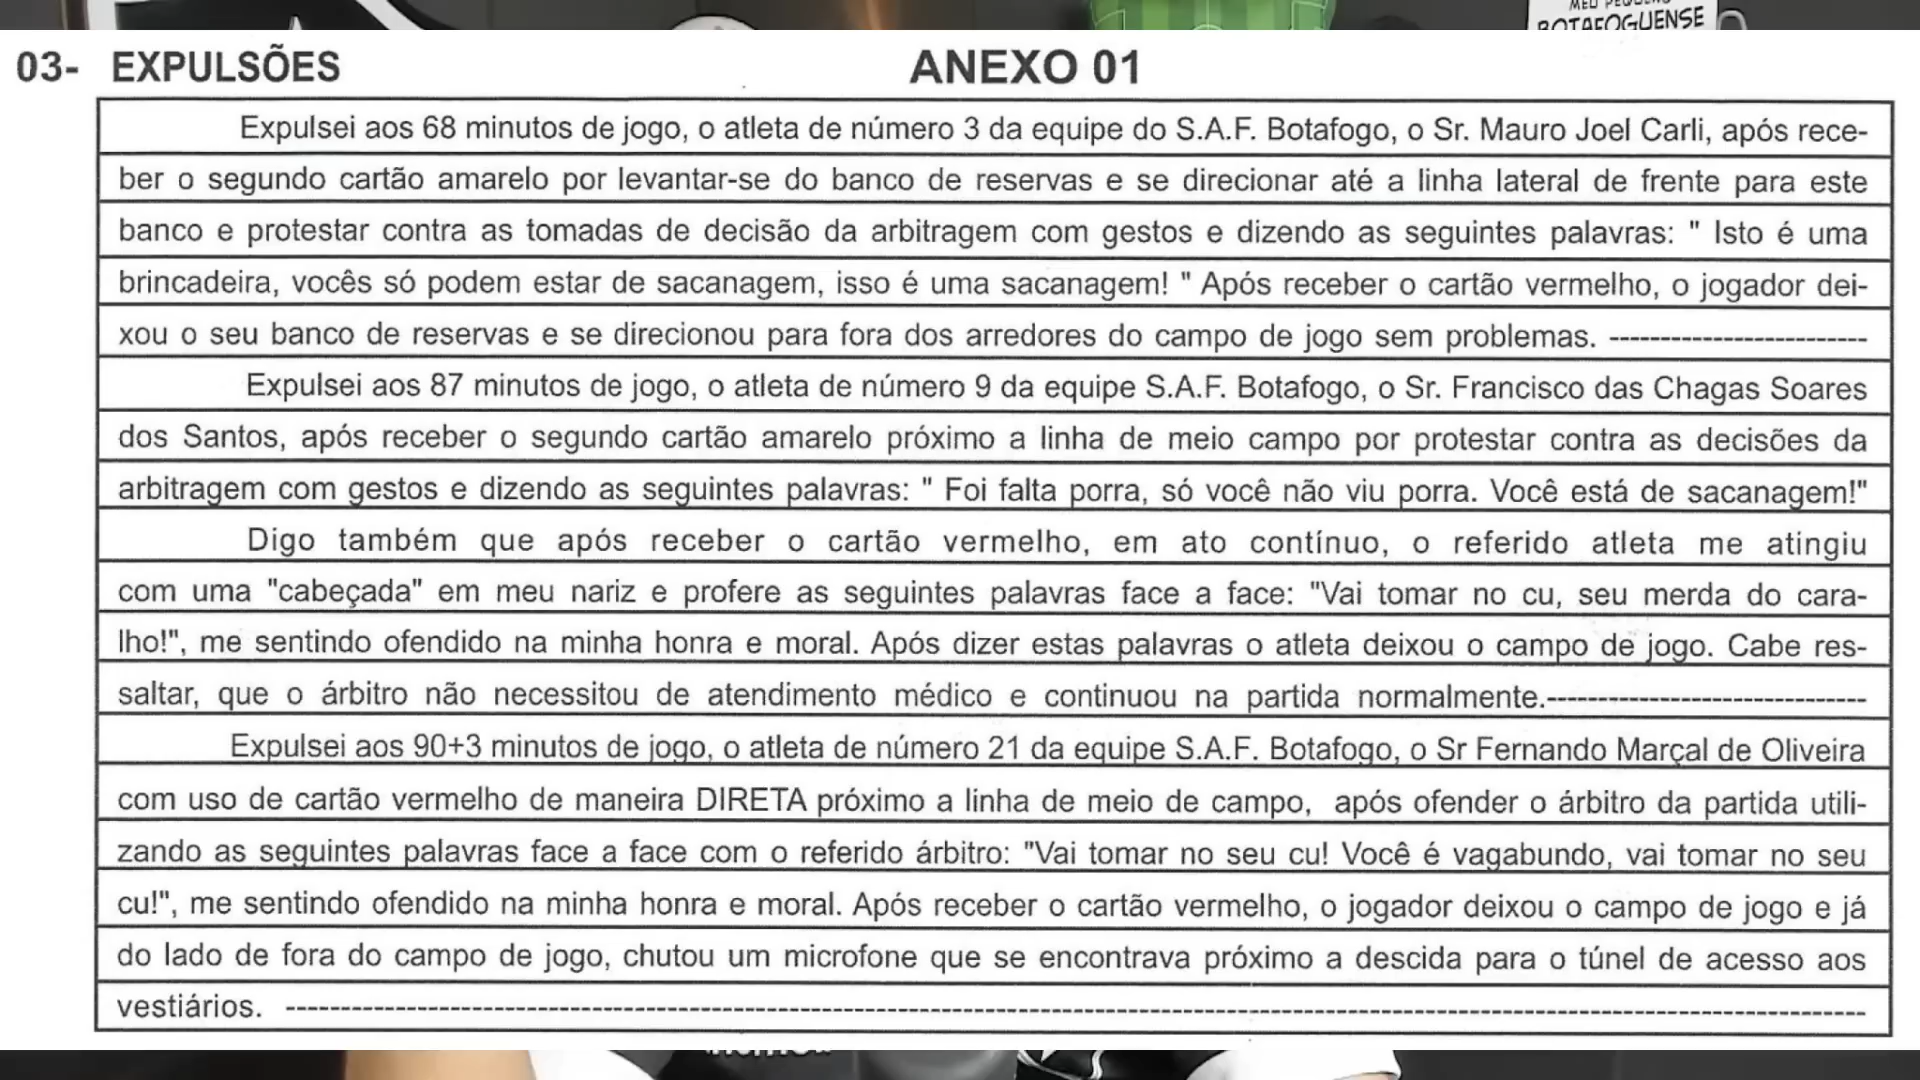 MEU PEQUENO
BOTAFOGUENSE
03- EXPULSÕES ANEXO 01
Expulsei aos 68 minutos de jogo, o atleta de número 3 da equipe do S.A.F. Botafogo, o Sr. Mauro Joel Carli, após rece-
ber o segundo cartão amarelo por levantar-se do banco de reservas e se direcionar até a linha lateral de frente para este
banco e protestar contra as tomadas de decisão da arbitragem com gestos e dizendo as seguintes palavras: " Isto é uma
brincadeira, vocês só podem estar de sacanagem, isso é uma sacanagem! " Após receber o cartão vermelho, o jogador dei-
xou o seu banco de reservas e se direcionou para fora dos arredores do campo de jogo sem problemas. -------------------------
Expulsei aos 87 minutos de jogo, o atleta de número 9 da equipe S.A.F. Botafogo, o Sr. Francisco das Chagas Soares
dos Santos, após receber o segundo cartão amarelo próximo a linha de meio campo por protestar contra as decisões da
arbitragem com gestos e dizendo as seguintes palavras: " Foi falta porra, só você não viu porra. Você está de sacanagem!"
Digo também que após receber o cartão vermelho, em ato contínuo, o referido atleta me atingiu
com uma "cabeçada" em meu nariz e profere as seguintes palavras face a face: "Vai tomar no cu, seu merda do cara-
lho!", me sentindo ofendido na minha honra e moral. Após dizer estas palavras o atleta deixou o campo de jogo. Cabe res-
saltar, que o árbitro não necessitou de atendimento médico e continuou na partida normalmente.-------------------------------
Expulsei aos 90+3 minutos de jogo, o atleta de número 21 da equipe S.A.F. Botafogo, o Sr Fernando Marçal de Oliveira
com uso de cartão vermelho de maneira DIRETA próximo a linha de meio de campo, após ofender o árbitro da partida utili-
zando as seguintes palavras face a face com o referido árbitro: "Vai tomar no seu cu! Você é vagabundo, vai tomar no seu
cu!", me sentindo ofendido na minha honra e moral. Após receber o cartão vermelho, o jogador deixou o campo de jogo e já
do lado de fora do campo de jogo, chutou um microfone que se encontrava próximo a descida para o túnel de acesso aos
vestiários. ----------------------------------------------------------------------------------------------------------------------------------------------------------